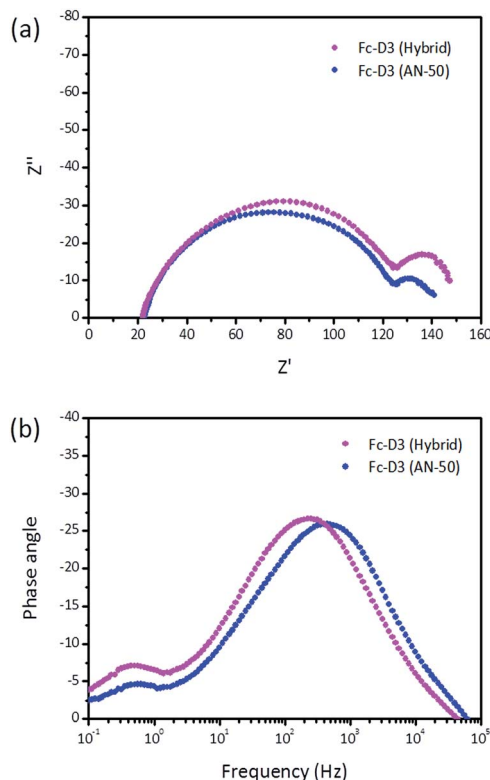 (a)
-80
-70
-60
-50
-40
-30
-20
-10
0
Z''
Fc-D3 (Hybrid)
Fc-D3 (AN-50)
0 20 40 60 80 100 120 140 160
Z'
(b)
-40
-35
-30
-25
-20
-15
-10
-5
0
Phase angle
Fc-D3 (Hybrid)
Fc-D3 (AN-50)
10⁻¹ 10⁰ 10¹ 10² 10³ 10⁴ 10⁵
Frequency (Hz)